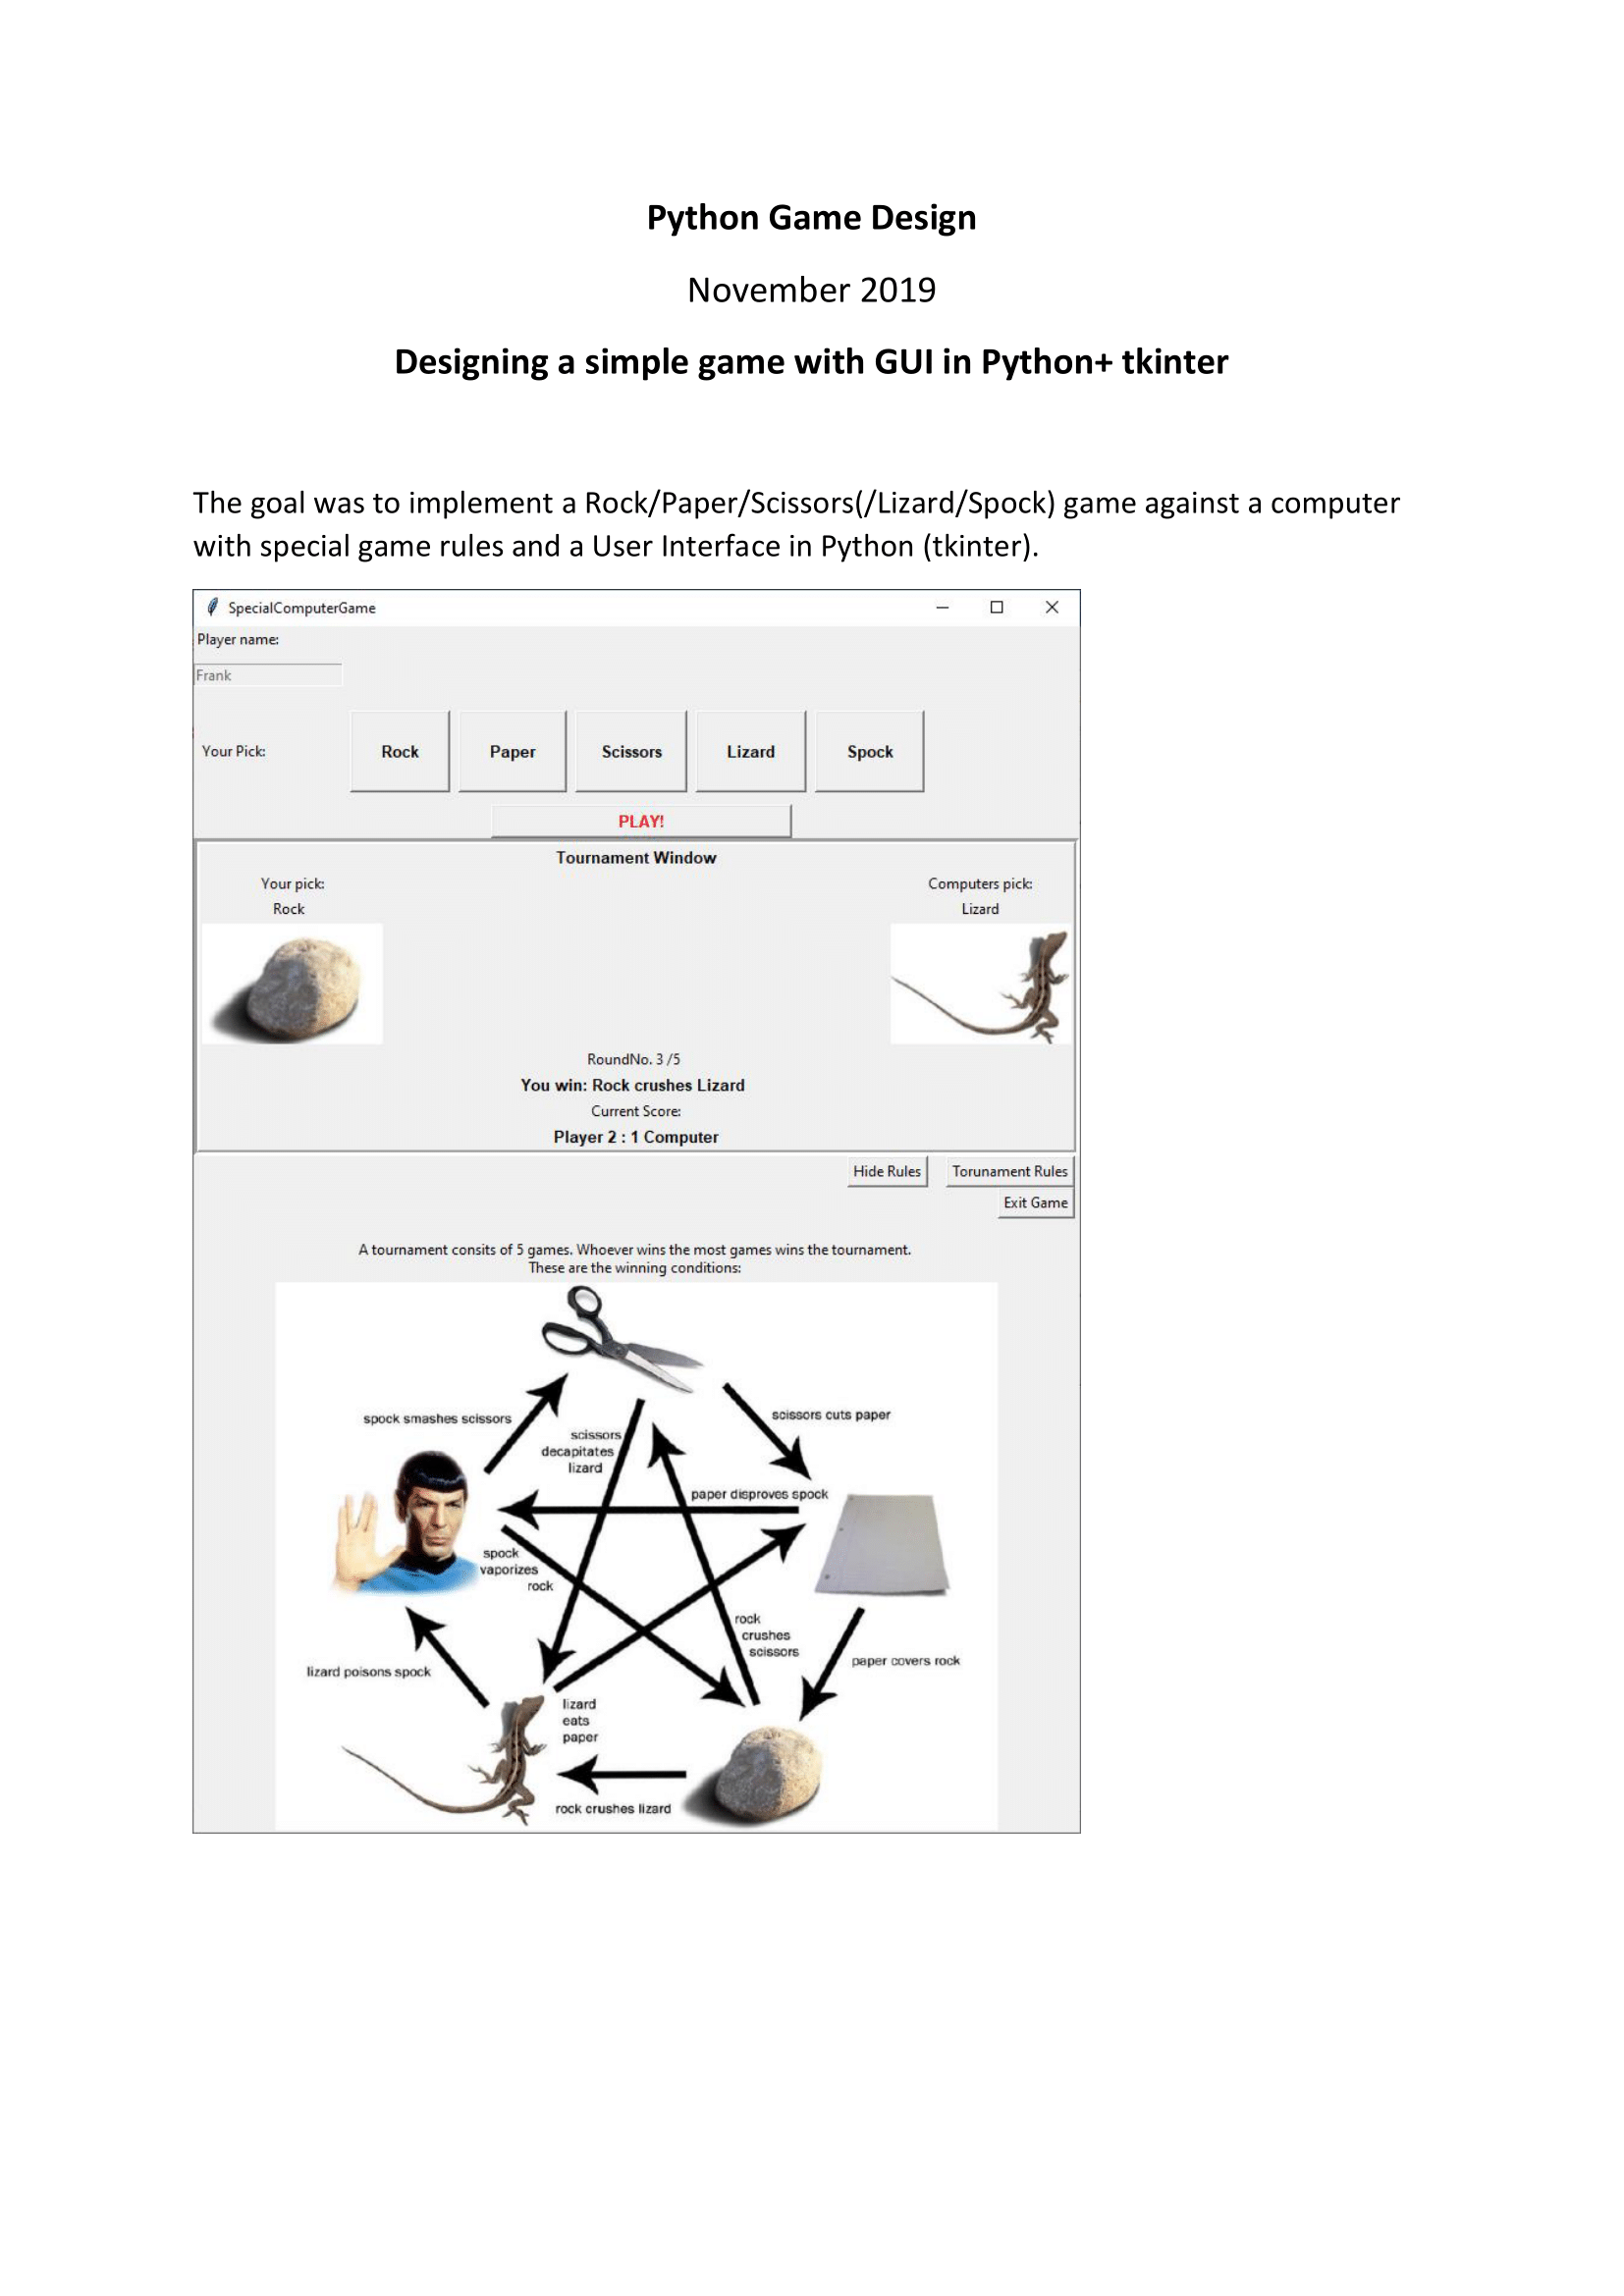 Python Game Design
November 2019
Designing a simple game with GUI in Python+ tkinter
The goal was to implement a Rock/Paper/Scissors(/Lizard/Spock) game against a computer
with special game rules and a User Interface in Python (tkinter).
SpecialComputerGame
Player name:
Frank
Your Pick:
Rock
Paper
Scissors
Lizard
Spock
PLAY!
Tournament Window
Your pick:
Computers pick:
Rock
Lizard
RoundNo. 3 /5
You win: Rock crushes Lizard
Current Score:
Player 2 : 1 Computer
Hide Rules
Torunament Rules
Exit Game
A tournament consits of 5 games. Whoever wins the most games wins the tournament.
These are the winning conditions:
spock smashes scissors
scissors
decapitates
lizard
scissors cuts paper
paper disproves spock
spock
vaporizes
rock
rock
crushes
scissors
paper covers rock
lizard poisons spock
lizard
eats
paper
rock crushes lizard